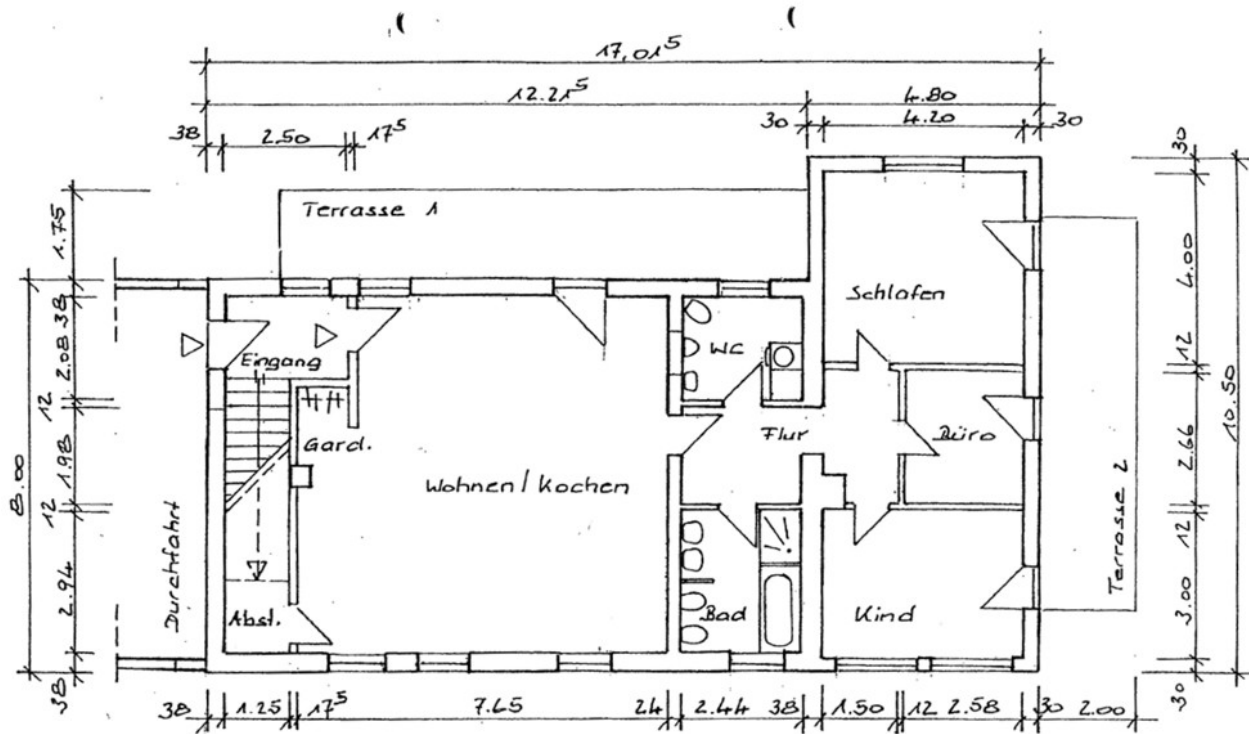 17,01⁵
12.21⁵
4.80
38
2.50
17⁵
30
4.20
30
30
Terrasse 1
1.75
4.00
10.50
38
Schlafen
WC
12
2.08
Eingang
12
Gard.
Flur
Büro
2.66
8.00
1.98
Wohnen / Kochen
Terrasse 2
12
12
Durchfahrt
2.94
Abst.
Bad
Kind
3.00
38
30
38
1.25
17⁵
7.65
24
2.44
38
1.50
12
2.58
30
2.00